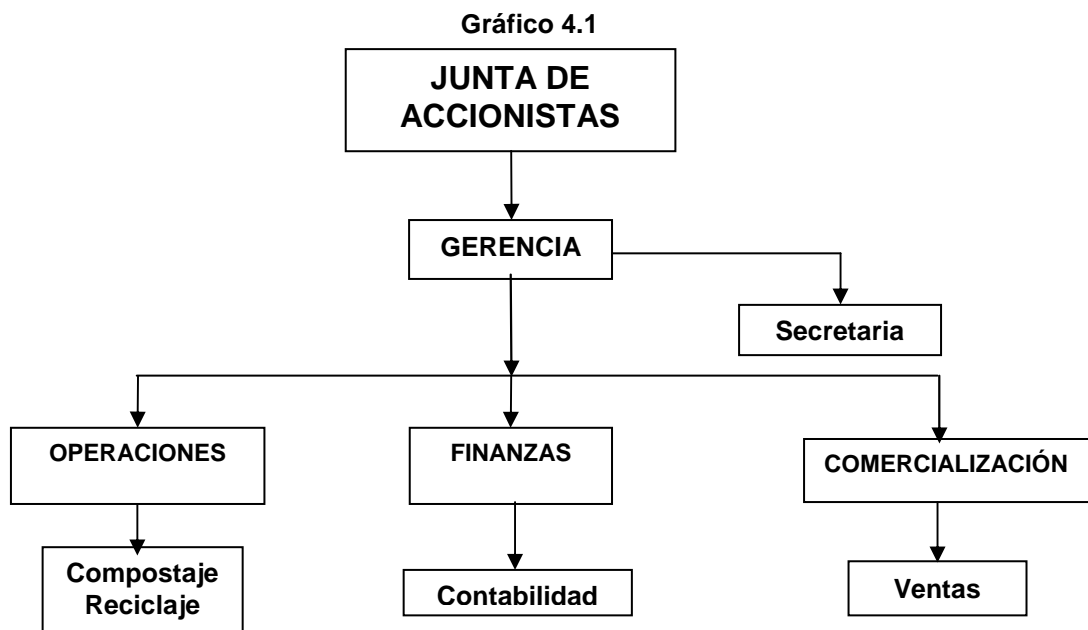 Gráfico 4.1
JUNTA DE
ACCIONISTAS
GERENCIA
Secretaria
OPERACIONES
FINANZAS
COMERCIALIZACIÓN
Compostaje
Reciclaje
Contabilidad
Ventas